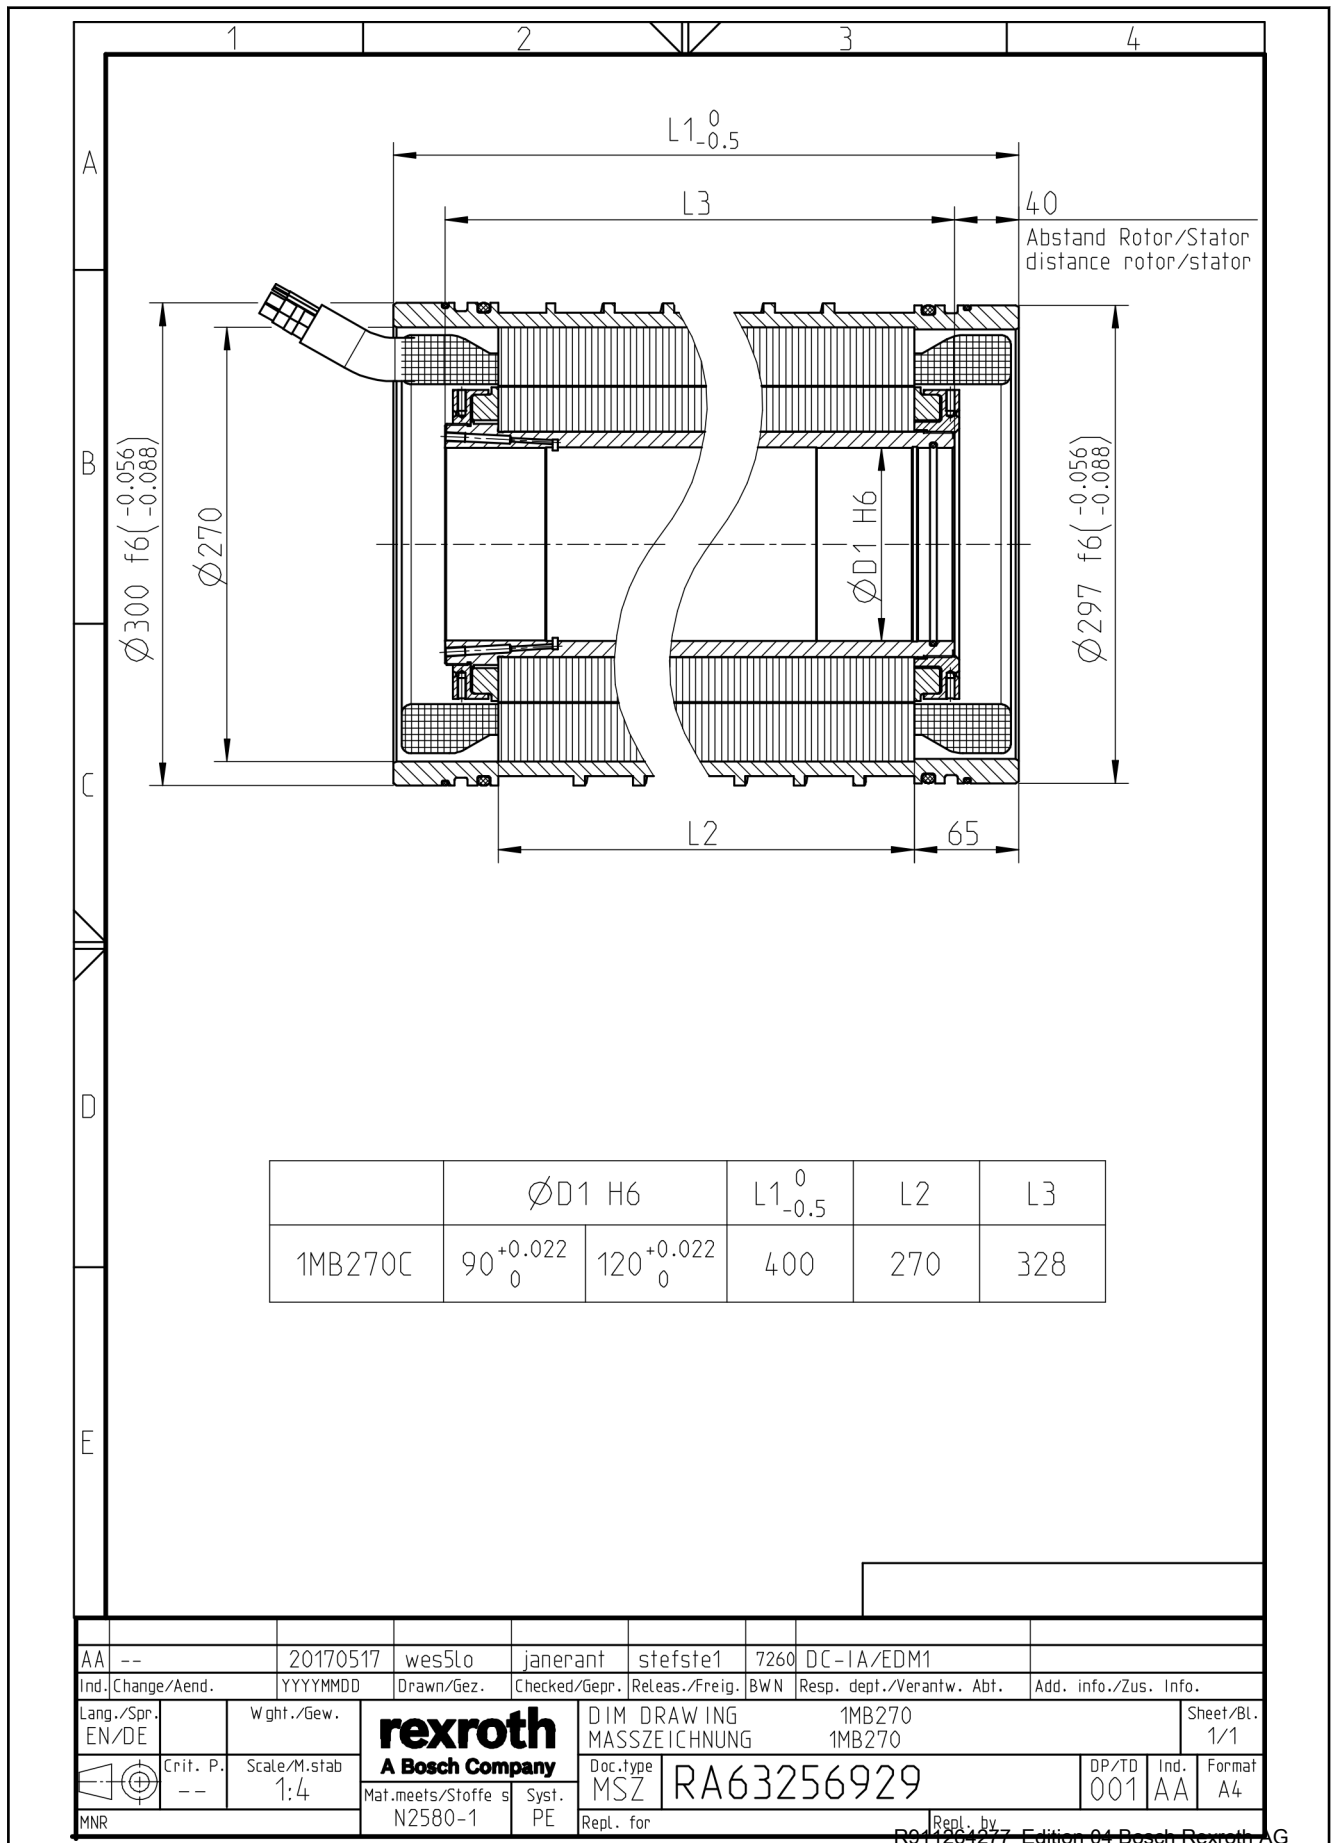 1 2 3 4
A
B
C
D
E
L1 0 -0.5
L3
40
Abstand Rotor/Stator
distance rotor/stator
Ø300 f6(-0.056 -0.088)
Ø270
ØD1 H6
Ø297 f6(-0.056 -0.088)
L2
65
ØD1 H6 L1 0 -0.5 L2 L3
1MB270C 90 +0.022 0 120 +0.022 0 400 270 328
AA -- 20170517 wes5lo janerant stefste1 7260 DC-IA/EDM1
Ind. Change/Aend. YYYYMMDD Drawn/Gez. Checked/Gepr. Releas./Freig. BWN Resp. dept./Verantw. Abt. Add. info./Zus. Info.
Lang./Spr.
EN/DE
Wght./Gew.
rexroth
A Bosch Company
DIM DRAWING 1MB270
MASSZEICHNUNG 1MB270
Sheet/Bl.
1/1
Crit. P.
--
Scale/M.stab
1:4
Mat.meets/Stoffe s
N2580-1
Syst.
PE
Doc.type
MSZ
RA63256929
DP/TD
001
Ind.
AA
Format
A4
MNR
Repl. for
Repl. by
R911264277, Edition 04 Bosch Rexroth AG